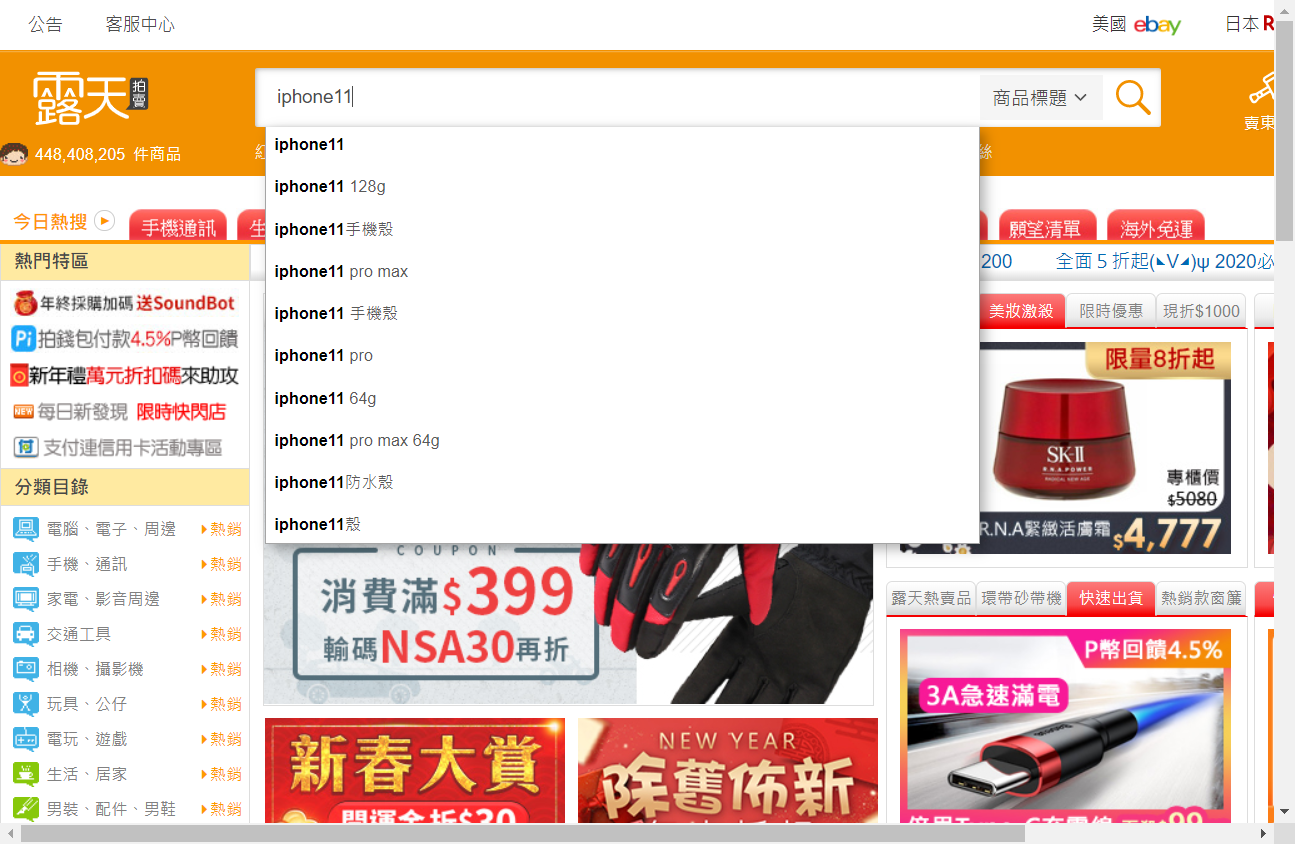 公告
客服中心
美國 ebay
日本
露天拍賣
iphone11
商品標題
448,408,205 件商品
iphone11
iphone11 128g
iphone11手機殼
iphone11 pro max
iphone11 手機殼
iphone11 pro
iphone11 64g
iphone11 pro max 64g
iphone11防水殼
iphone11殼
今日熱搜
手機通訊
願望清單
海外免運
200
全面５折起(◣V◢)ψ 2020必
熱門特區
年終採購加碼 送SoundBot
Pi 拍錢包付款4.5%P幣回饋
新年禮萬元折扣碼來助攻
NEW 每日新發現 限時快閃店
支付連信用卡活動專區
分類目錄
電腦、電子、周邊 熱銷
手機、通訊 熱銷
家電、影音周邊 熱銷
交通工具 熱銷
相機、攝影機 熱銷
玩具、公仔 熱銷
電玩、遊戲 熱銷
生活、居家 熱銷
男裝、配件、男鞋 熱銷
COUPON
消費滿$399
輸碼NSA30再折
新春大賞
開運金折$30
NEW YEAR
除舊佈新
美妝激殺
限時優惠
現折$1000
限量8折起
SK-II
R.N.A.POWER
RADICAL NEW AGE
專櫃價
$5080
R.N.A緊緻活膚霜
$4,777
露天熱賣品
環帶砂帶機
快速出貨
熱銷款窗簾
P幣回饋4.5%
3A急速滿電